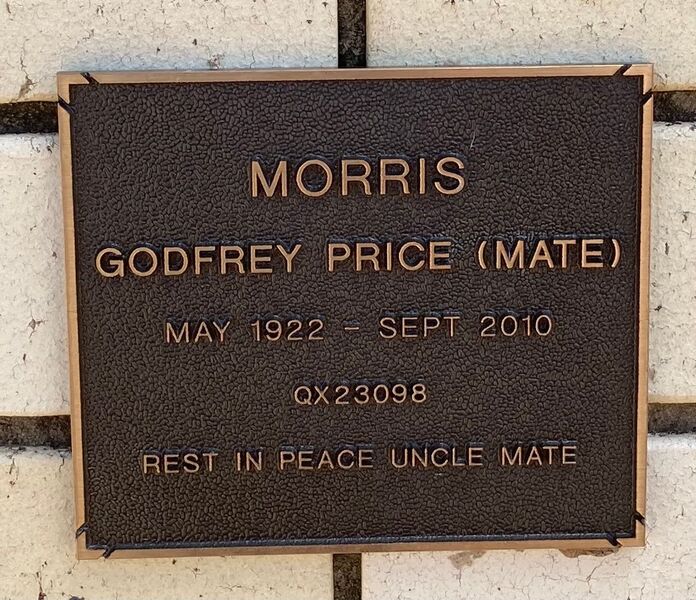 MORRIS
GODFREY PRICE (MATE)
MAY 1922 - SEPT 2010
QX23098
REST IN PEACE UNCLE MATE